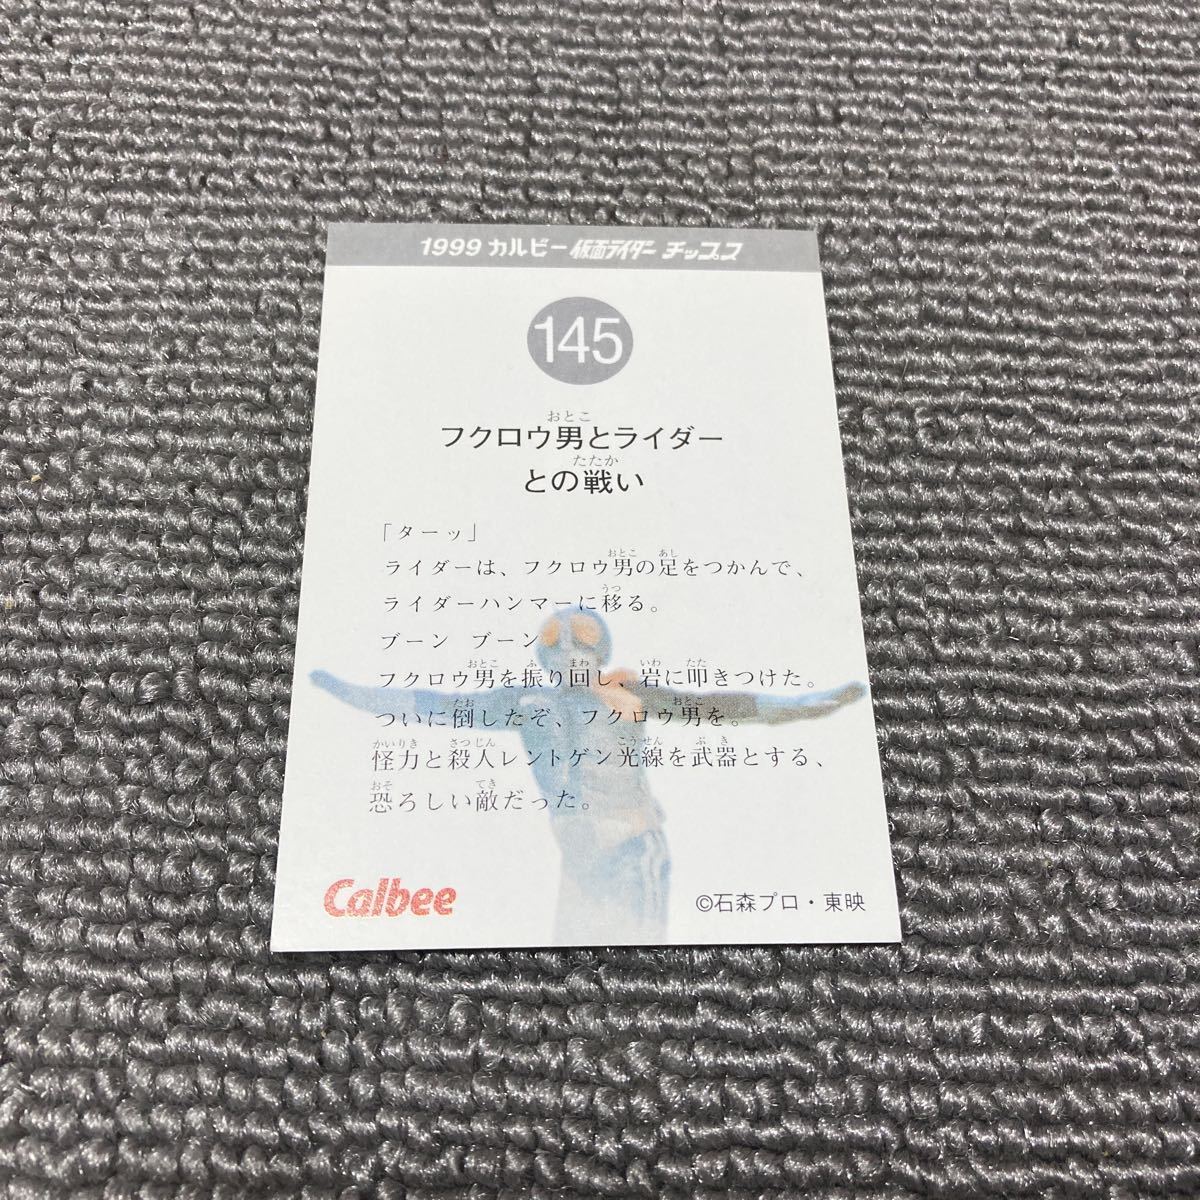 1999 カルビー 仮面ライダー チップス
145
おとこ
フクロウ男とライダー
たたか
との戦い
「ターッ」
おとこ あし
ライダーは、フクロウ男の足をつかんで、
うつ
ライダーハンマーに移る。
ブーン ブーン
おとこ ふ まわ いわ たた
フクロウ男を振り回し、岩に叩きつけた。
たお おとこ
ついに倒したぞ、フクロウ男を。
かいりき さつじん こうせん ぶき
怪力と殺人レントゲン光線を武器とする、
おそ てき
恐ろしい敵だった。
Calbee
©石森プロ・東映